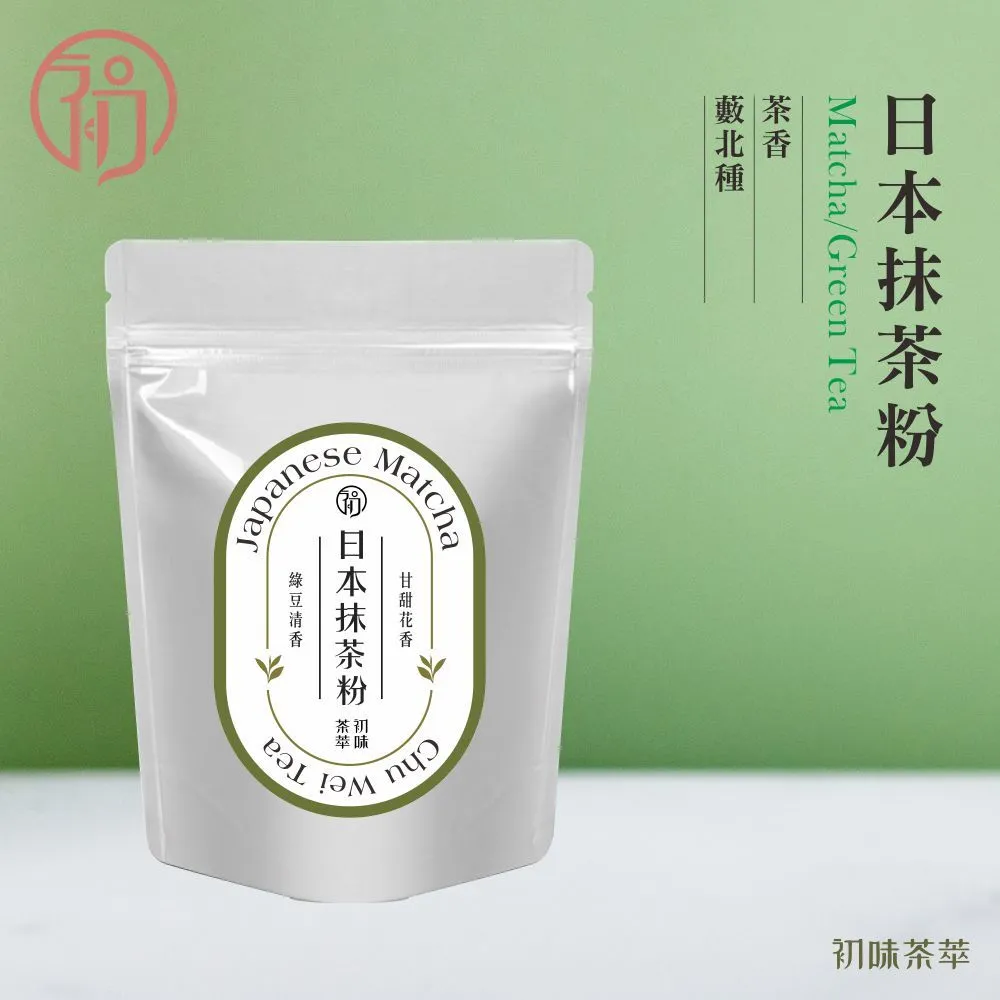 初
日本抹茶粉
Matcha/Green Tea
茶香
藪北種
Japanese Matcha
初
甘甜花香
日本抹茶粉
綠豆清香
初味
茶萃
Chu Wei Tea
初味茶萃